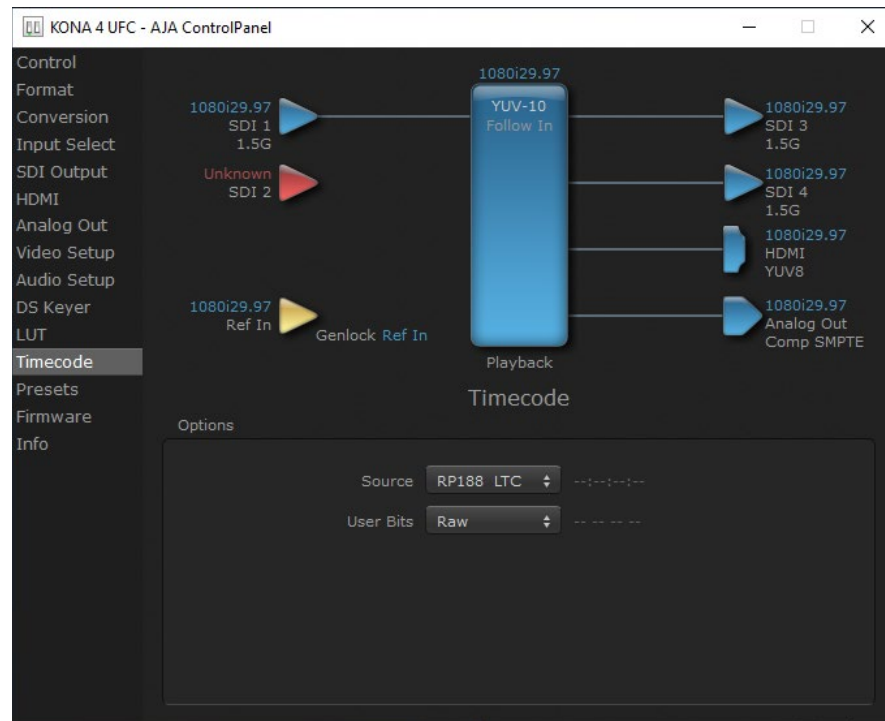 KONA 4 UFC - AJA ControlPanel
Control
Format
Conversion
Input Select
SDI Output
HDMI
Analog Out
Video Setup
Audio Setup
DS Keyer
LUT
Timecode
Presets
Firmware
Info
1080i29.97
YUV-10
Follow In
Playback
1080i29.97
SDI 1
1.5G
Unknown
SDI 2
1080i29.97
Ref In
Genlock Ref In
1080i29.97
SDI 3
1.5G
1080i29.97
SDI 4
1.5G
1080i29.97
HDMI
YUV8
1080i29.97
Analog Out
Comp SMPTE
Timecode
Options
Source RP188 LTC --:--:--:--
User Bits Raw -- -- -- --